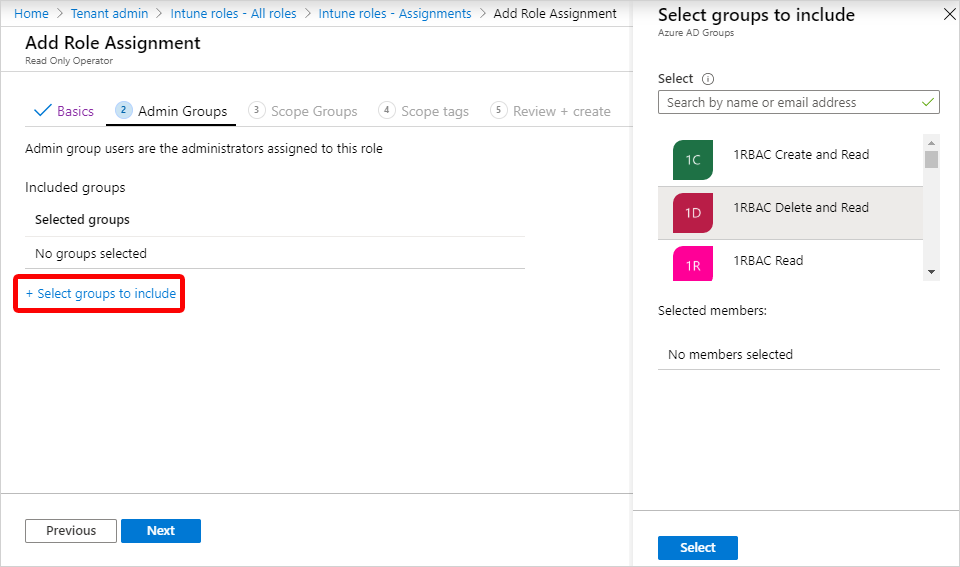 Home > Tenant admin > Intune roles - All roles > Intune roles - Assignments > Add Role Assignment
Add Role Assignment
Read Only Operator
Basics 2 Admin Groups 3 Scope Groups 4 Scope tags 5 Review + create
Admin group users are the administrators assigned to this role
Included groups
Selected groups
No groups selected
+ Select groups to include
Previous Next
Select groups to include
Azure AD Groups
Select
Search by name or email address
1C 1RBAC Create and Read
1D 1RBAC Delete and Read
1R 1RBAC Read
Selected members:
No members selected
Select